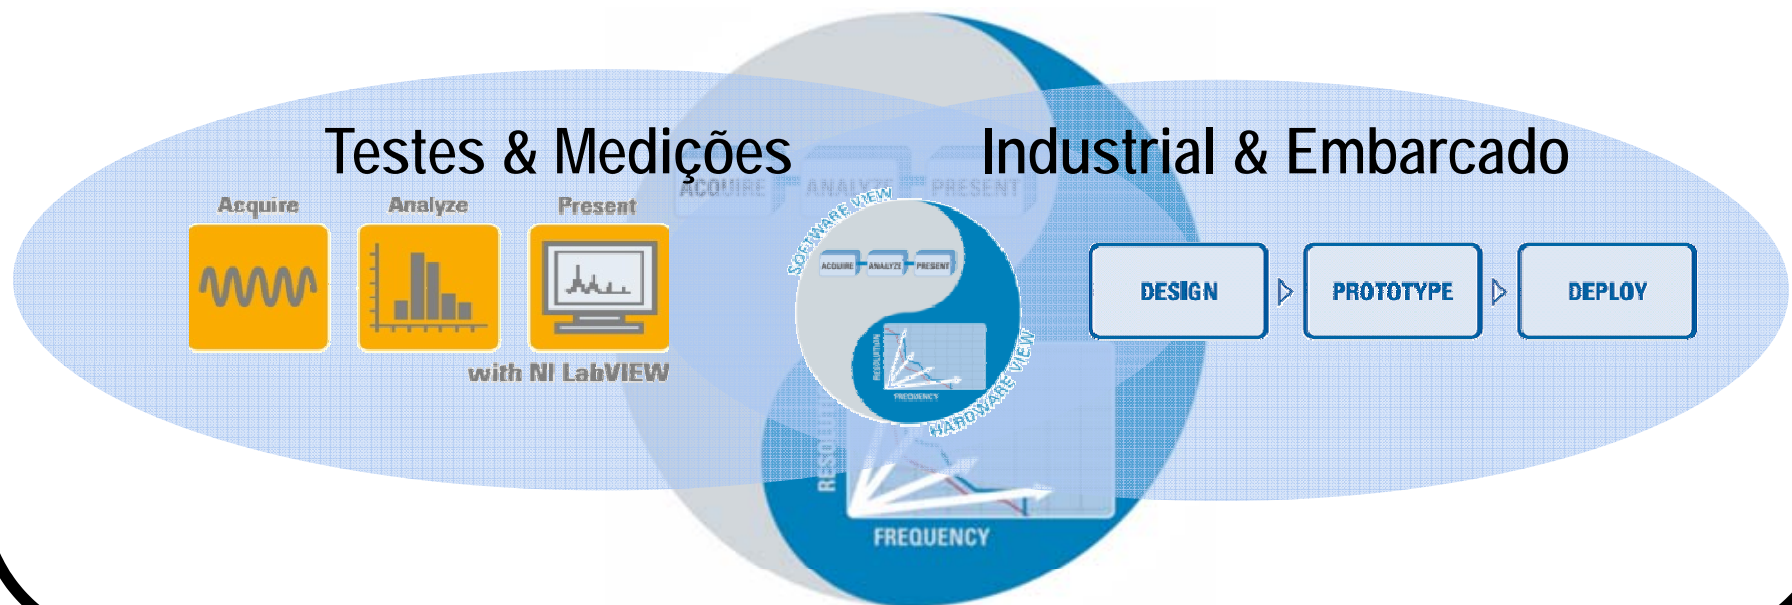 Testes & Medições
Industrial & Embarcado
ACQUIRE ANALYZE PRESENT
Acquire Analyze Present
with NI LabVIEW
SOFTWARE VIEW
ACQUIRE ANALYZE PRESENT
RESOLUTION
FREQUENCY
HARDWARE VIEW
DESIGN PROTOTYPE DEPLOY
FREQUENCY